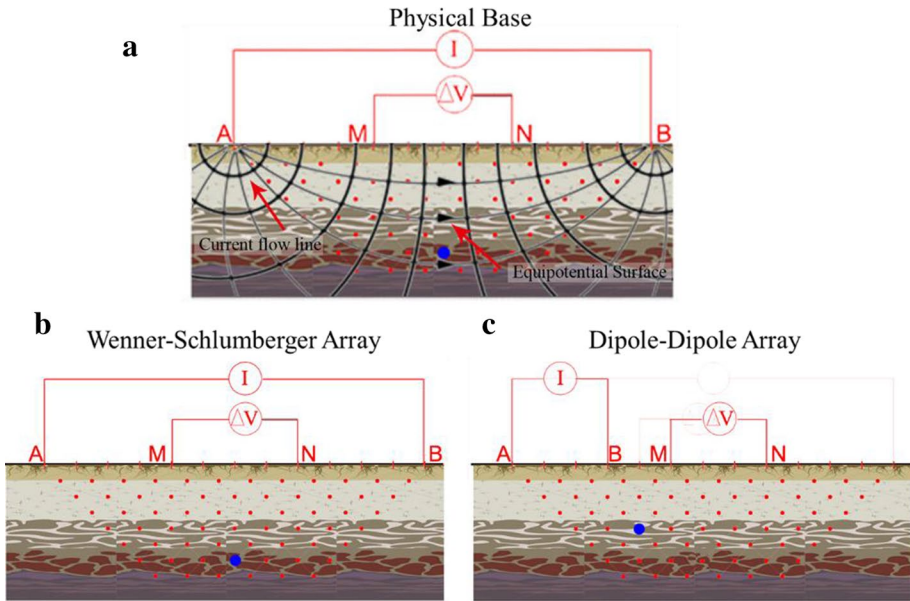 Physical Base
a
I
ΔV
A M N B
Current flow line
Equipotential Surface
b c
Wenner-Schlumberger Array Dipole-Dipole Array
I I
ΔV ΔV
A M N B A B M N